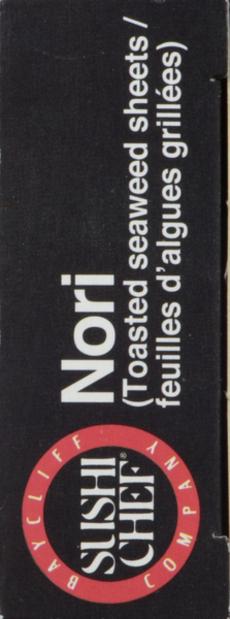 BAYCLIFF
SUSHI
CHEF®
COMPANY
Nori
(Toasted seaweed sheets /
feuilles d'algues grillées)